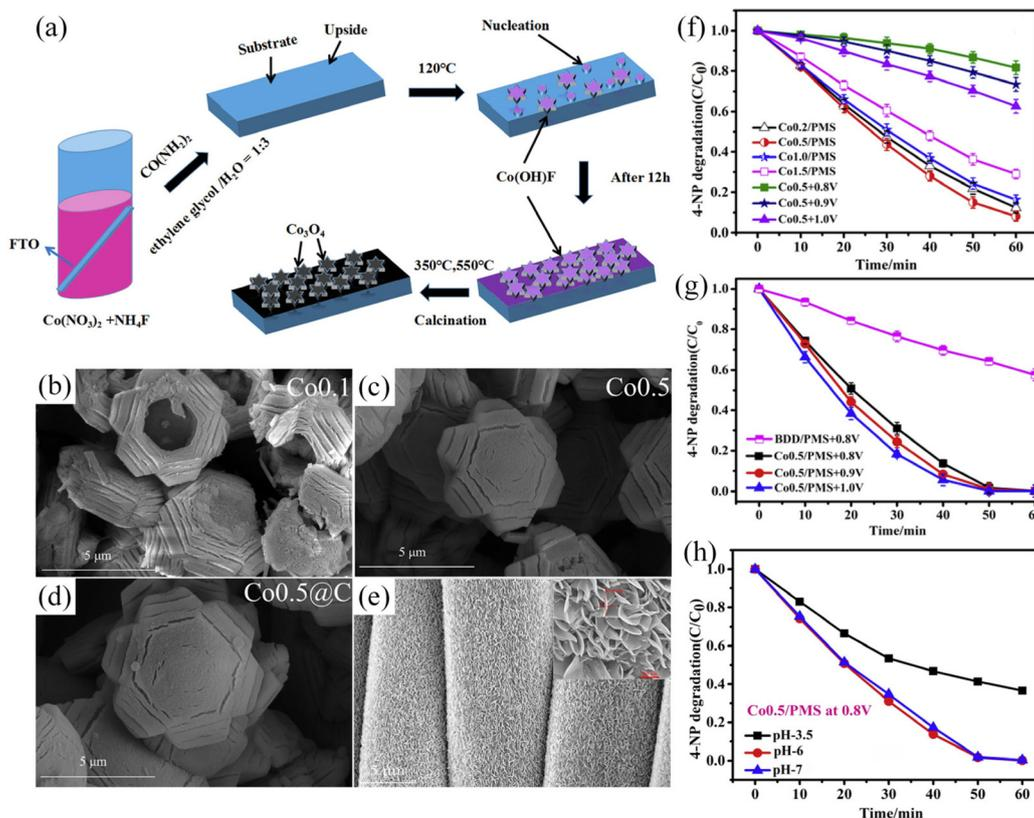 (a)
Substrate
Upside
120℃
Nucleation
CO(NH₂)₂
ethylene glycol /H₂O = 1:3
Co(OH)F
After 12h
FTO
Co₃O₄
350℃,550℃
Calcination
Co(NO₃)₂ +NH₄F
(b)
Co0.1
5 μm
(c)
Co0.5
5 μm
(d)
Co0.5@C
5 μm
(e)
5 μm
(f)
4-NP degradation(C/C₀)
1.0
0.8
0.6
0.4
0.2
0.0
Co0.2/PMS
Co0.5/PMS
Co1.0/PMS
Co1.5/PMS
Co0.5+0.8V
Co0.5+0.9V
Co0.5+1.0V
0 10 20 30 40 50 60
Time/min
(g)
4-NP degradation(C/C₀
1.0
0.8
0.6
0.4
0.2
0.0
BDD/PMS+0.8V
Co0.5/PMS+0.8V
Co0.5/PMS+0.9V
Co0.5/PMS+1.0V
0 10 20 30 40 50 60
Time/min
(h)
4-NP degradation(C/C₀)
1.0
0.8
0.6
0.4
0.2
0.0
Co0.5/PMS at 0.8V
pH-3.5
pH-6
pH-7
0 10 20 30 40 50 60
Time/min